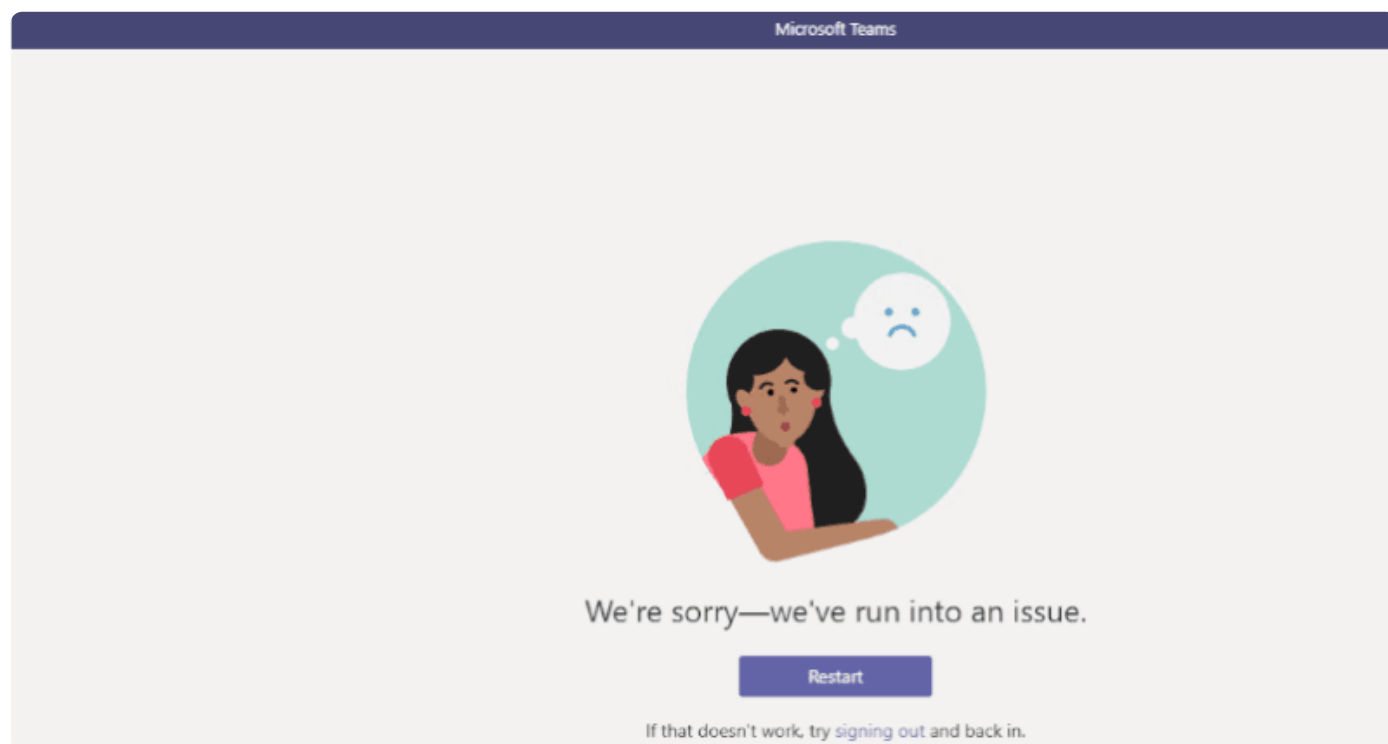 Microsoft Teams
We're sorry—we've run into an issue.
Restart
If that doesn't work, try signing out and back in.